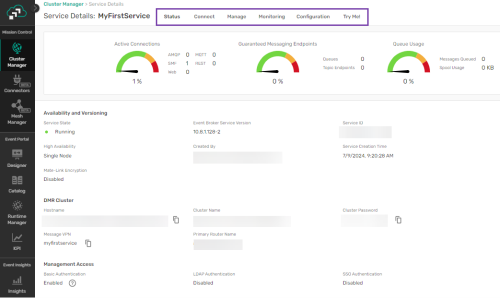 Cluster Manager > Service Details
Service Details: MyFirstService
Status Connect Manage Monitoring Configuration Try Me!
Mission Control
Cluster Manager
Connectors
BETA
Mesh Manager
BETA
Event Portal
Designer
Catalog
Runtime Manager
KPI
Event Insights
Insights
Active Connections
AMQP 0 MQTT 0
SMF 1 REST 0
Web 0
1 %
Guaranteed Messaging Endpoints
Queues 0
Topic Endpoints 0
0 %
Queue Usage
Messages Queued 0
Spool Usage 0 KB
0 %
Availability and Versioning
Service State
Running
Event Broker Service Version
10.8.1.128-2
Service ID
High Availability
Single Node
Created By
Service Creation Time
7/9/2024, 9:20:28 AM
Mate-Link Encryption
Disabled
DMR Cluster
Hostname
Cluster Name
Cluster Password
Message VPN
myfirstservice
Primary Router Name
Management Access
Basic Authentication
Enabled
LDAP Authentication
Disabled
SSO Authentication
Disabled